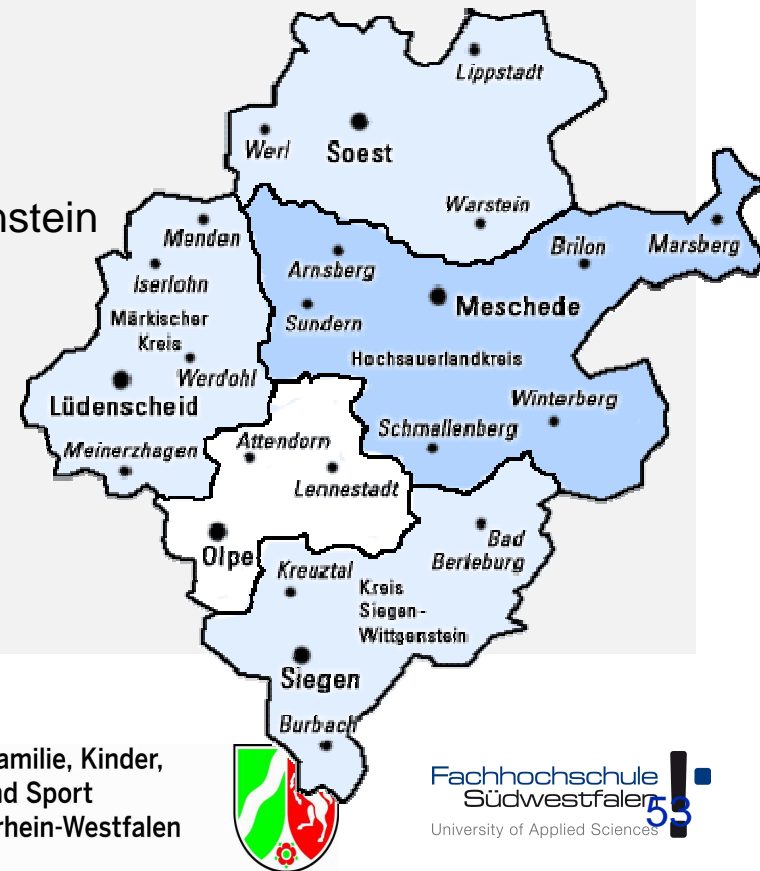 Lippstadt
Werl
Soest
Warstein
nstein
Menden
Brilon
Marsberg
Arnsberg
Iserlohn
Meschede
Sundern
Märkischer
Kreis
Hochsauerlandkreis
Werdohl
Lüdenscheid
Winterberg
Schmallenberg
Attendorn
Meinerzhagen
Lennestadt
Olpe
Bad
Berleburg
Kreuztal
Kreis
Siegen-
Wittgenstein
Siegen
Burbach
amilie, Kinder,
nd Sport
rhein-Westfalen
Fachhochschule
Südwestfalen
University of Applied Sciences
53